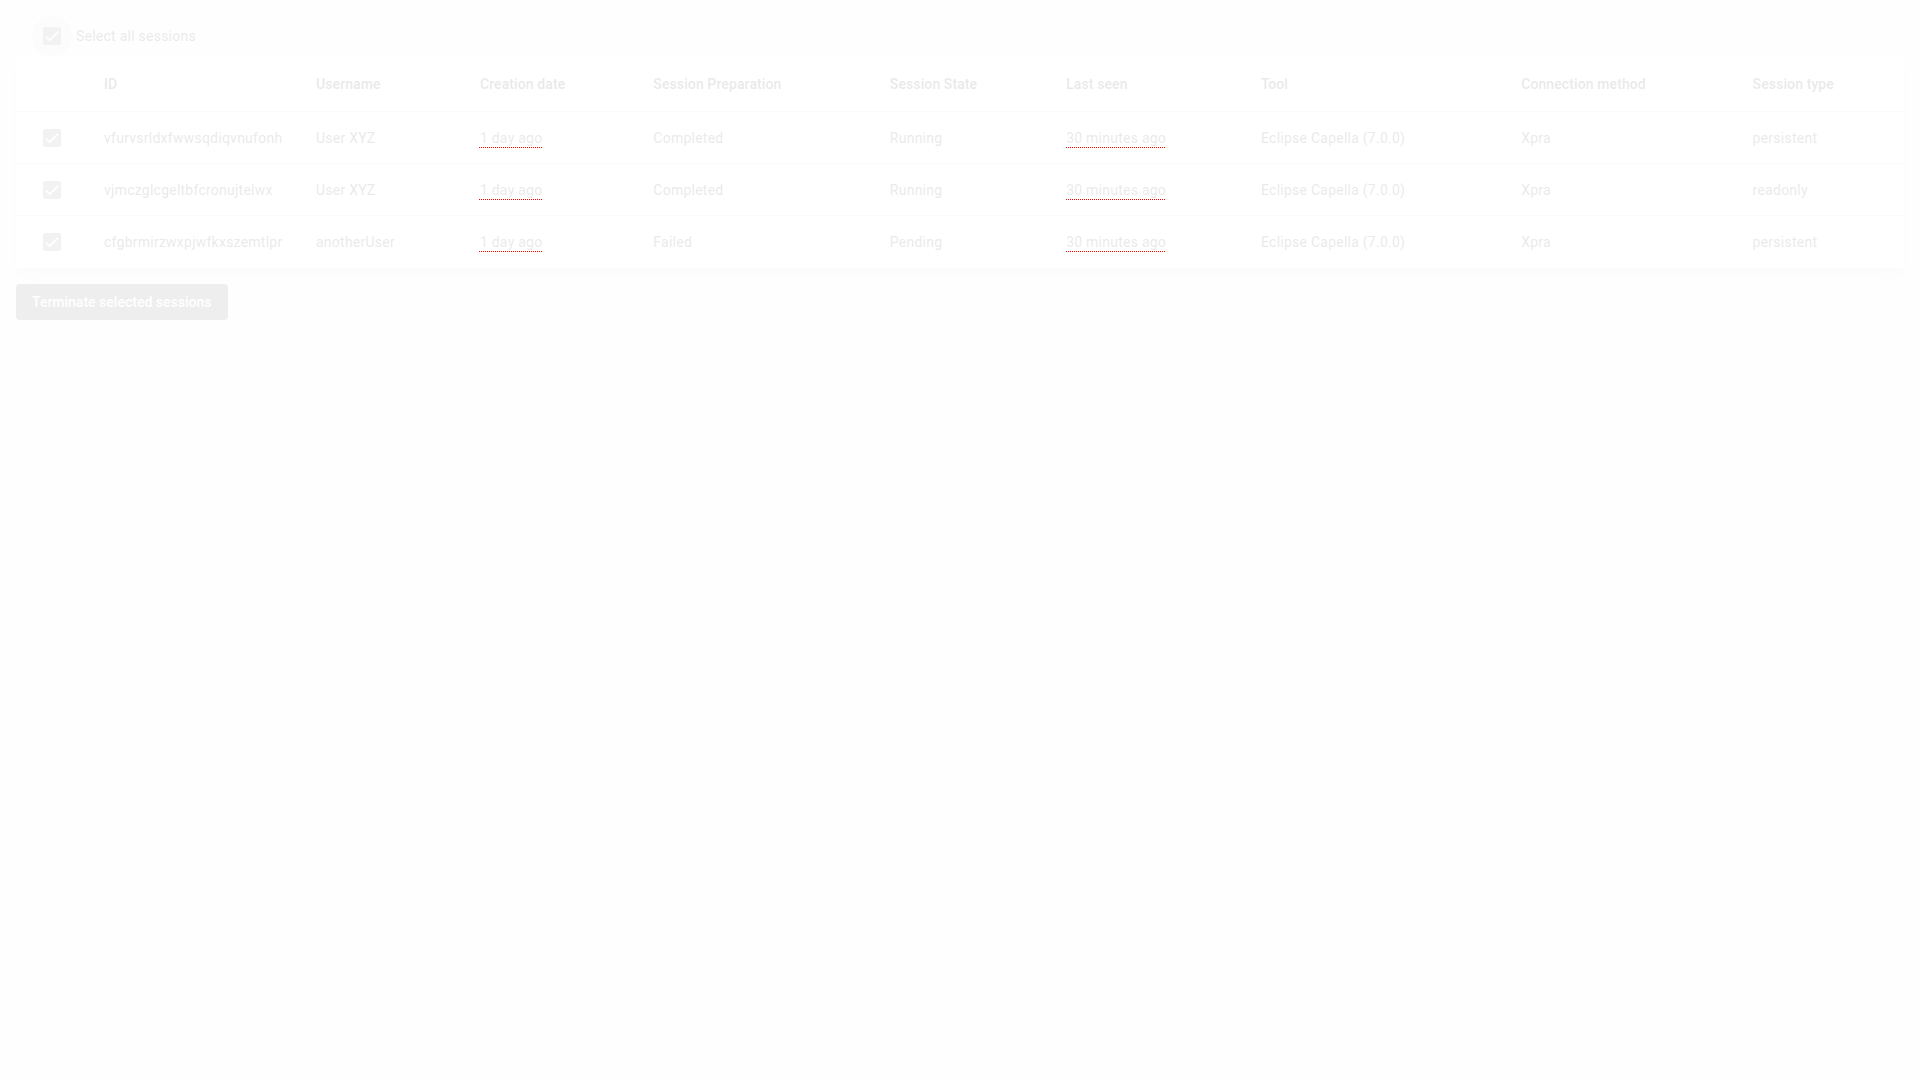 Select all sessions
ID Username Creation date Session Preparation Session State Last seen Tool Connection method Session type
vfurvsrldxfwwsqdiqvnufonh User XYZ 1 day ago Completed Running 30 minutes ago Eclipse Capella (7.0.0) Xpra persistent
vjmczglcgeltbfcronujtelwx User XYZ 1 day ago Completed Running 30 minutes ago Eclipse Capella (7.0.0) Xpra readonly
cfgbrmirzwxpjwfkxszemtlpr anotherUser 1 day ago Failed Pending 30 minutes ago Eclipse Capella (7.0.0) Xpra persistent
Terminate selected sessions